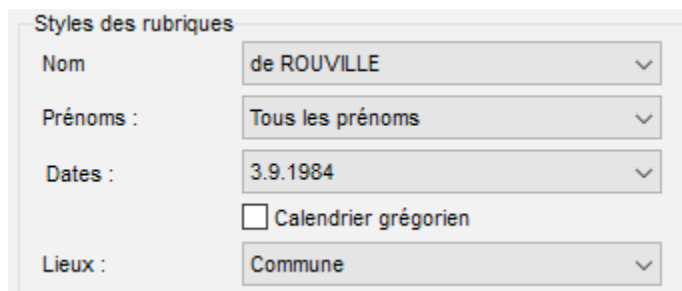 Styles des rubriques
Nom de ROUVILLE
Prénoms : Tous les prénoms
Dates : 3.9.1984
Calendrier grégorien
Lieux : Commune